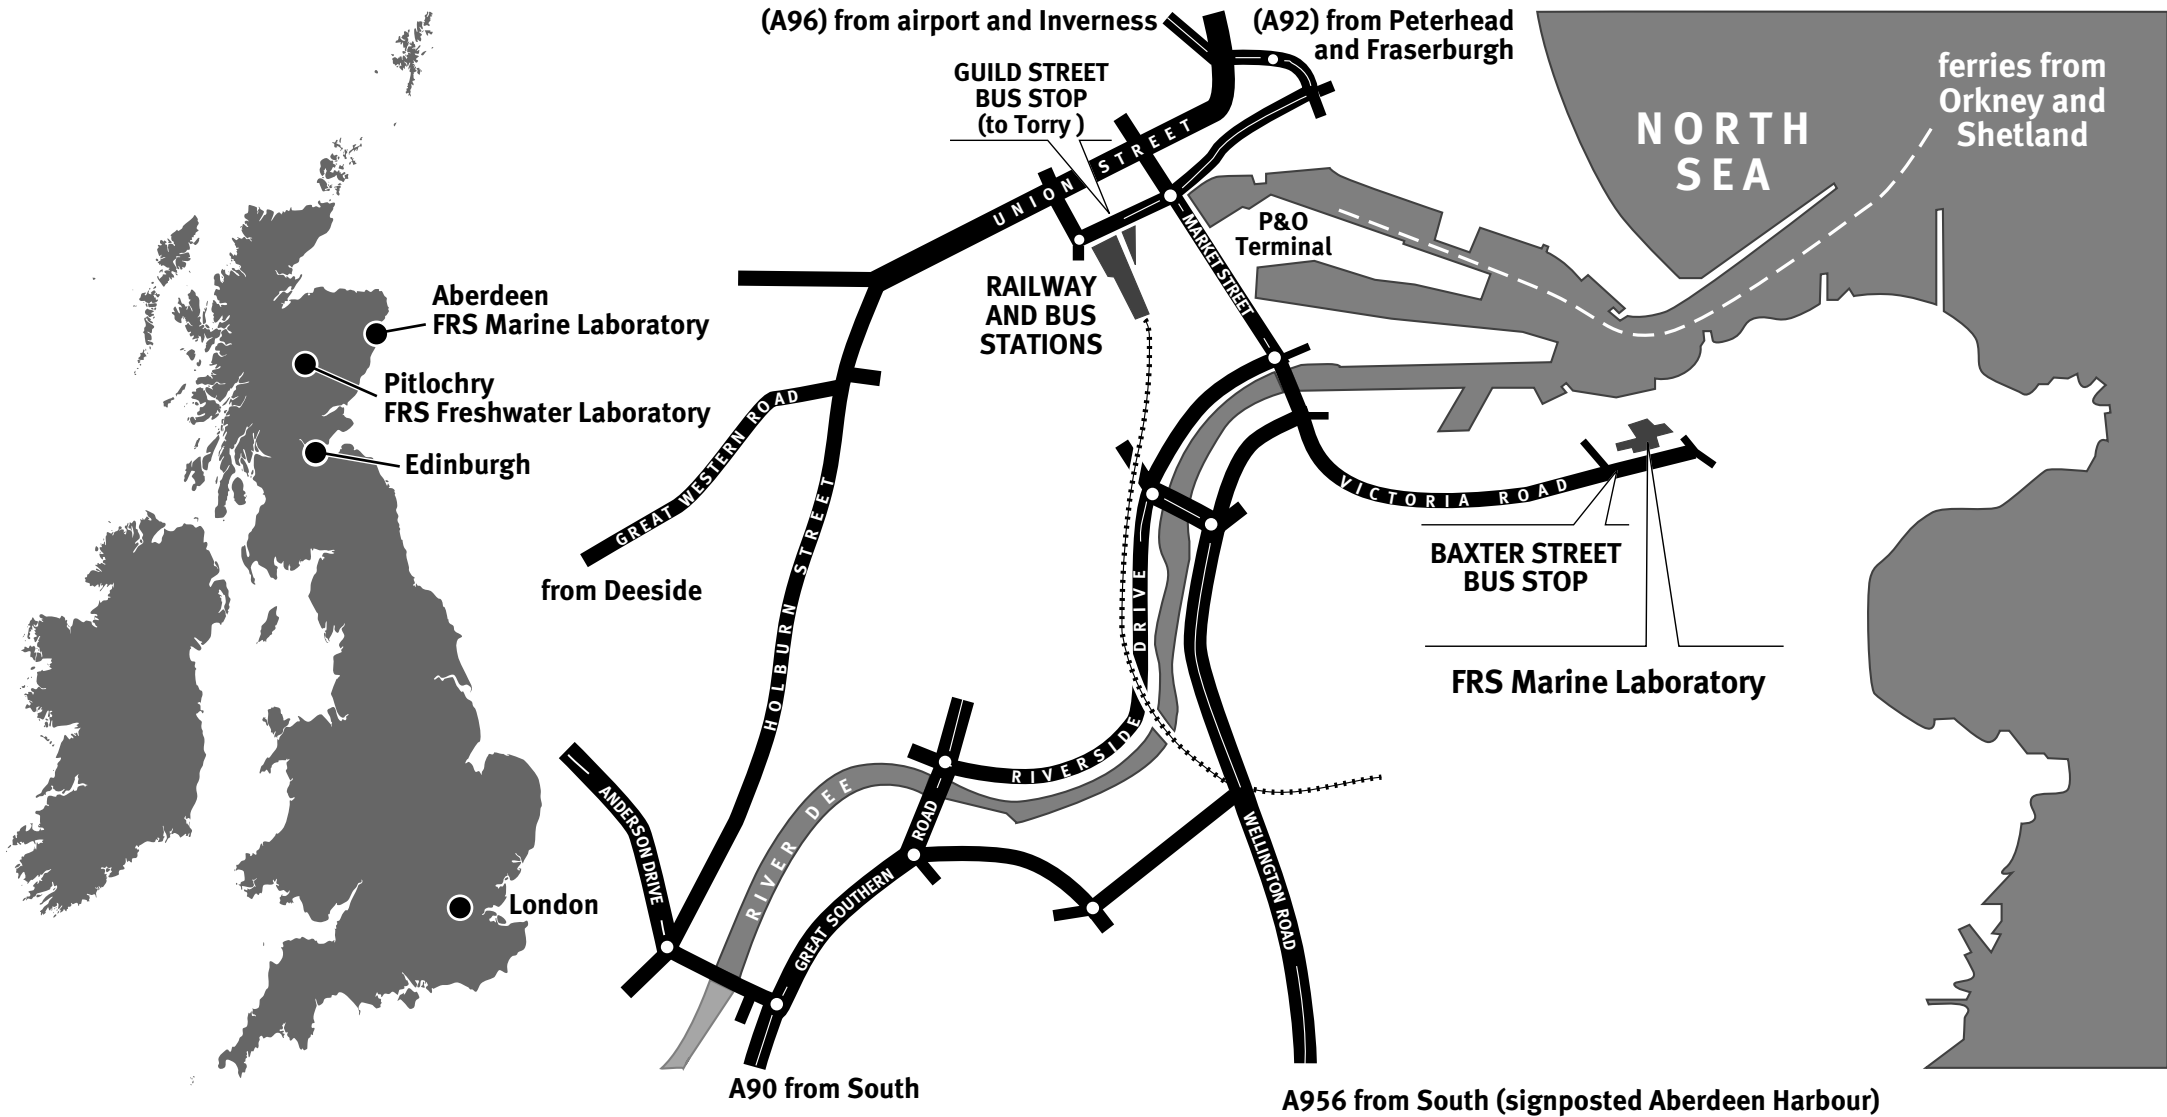 (A96) from airport and Inverness
(A92) from Peterhead
and Fraserburgh
GUILD STREET
BUS STOP
(to Torry )
ferries from
Orkney and
Shetland
NORTH
SEA
UNION STREET
MARKET STREET
P&O
Terminal
RAILWAY
AND BUS
STATIONS
Aberdeen
FRS Marine Laboratory
Pitlochry
FRS Freshwater Laboratory
Edinburgh
London
GREAT WESTERN ROAD
from Deeside
HOLBURN STREET
VICTORIA ROAD
BAXTER STREET
BUS STOP
FRS Marine Laboratory
RIVERSIDE DRIVE
ANDERSON DRIVE
RIVER DEE
GREAT SOUTHERN ROAD
WELLINGTON ROAD
A90 from South
A956 from South (signposted Aberdeen Harbour)